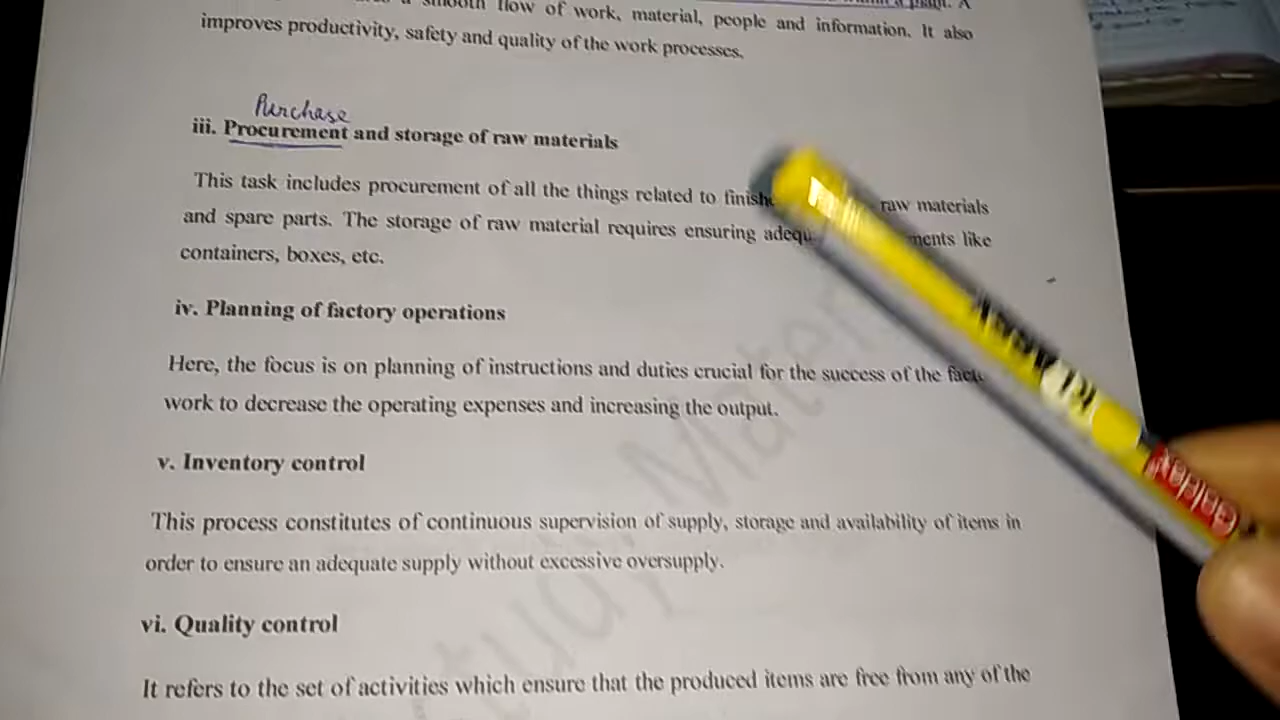 smooth flow of work, material, people and information. It also
improves productivity, safety and quality of the work processes.
Purchase
iii. Procurement and storage of raw materials
This task includes procurement of all the things related to raw materials
and spare parts. The storage of raw material requires ensuring like
containers, boxes, etc.
iv. Planning of factory operations
Here, the focus is on planning of instructions and duties crucial for the success of the
work to decrease the operating expenses and increasing the output.
v. Inventory control
This process constitutes of continuous supervision of supply, storage and availability of items in
order to ensure an adequate supply without excessive oversupply.
vi. Quality control
It refers to the set of activities which ensure that the produced items are free from any of the
Study Mater
Cello